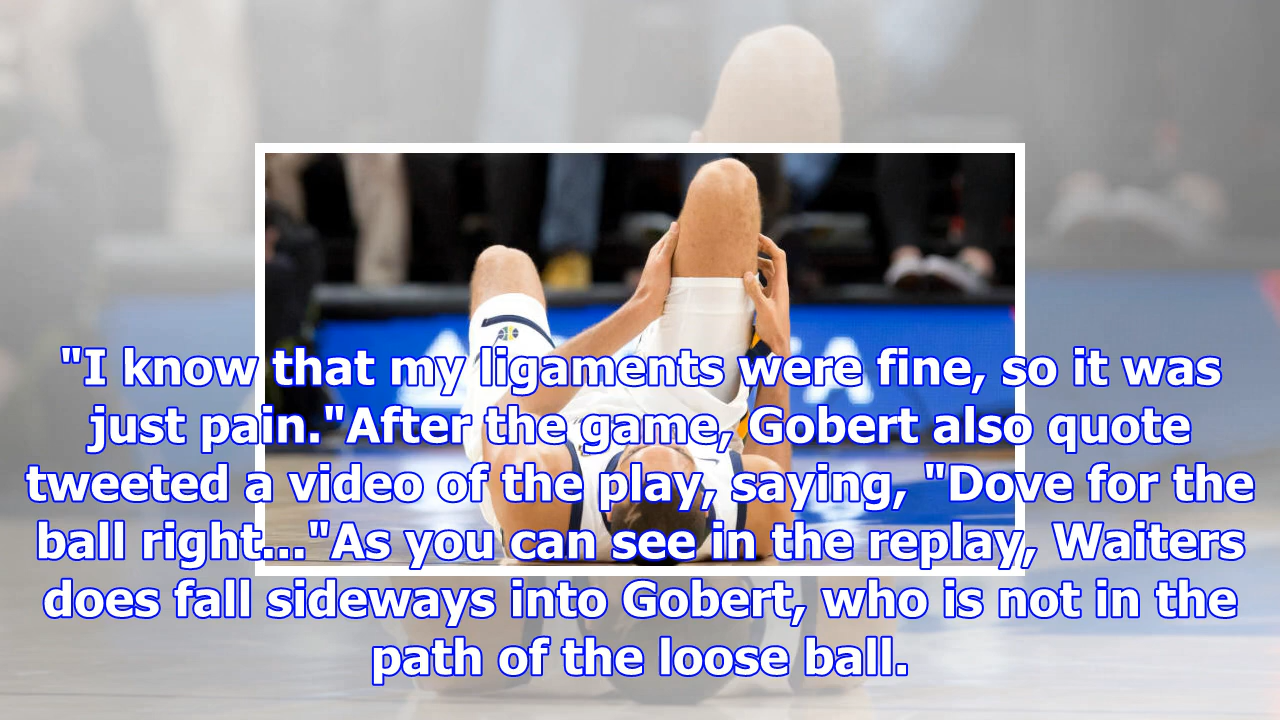 "I know that my ligaments were fine, so it was
just pain."After the game, Gobert also quote
tweeted a video of the play, saying, "Dove for the
ball right..."As you can see in the replay, Waiters
does fall sideways into Gobert, who is not in the
path of the loose ball.